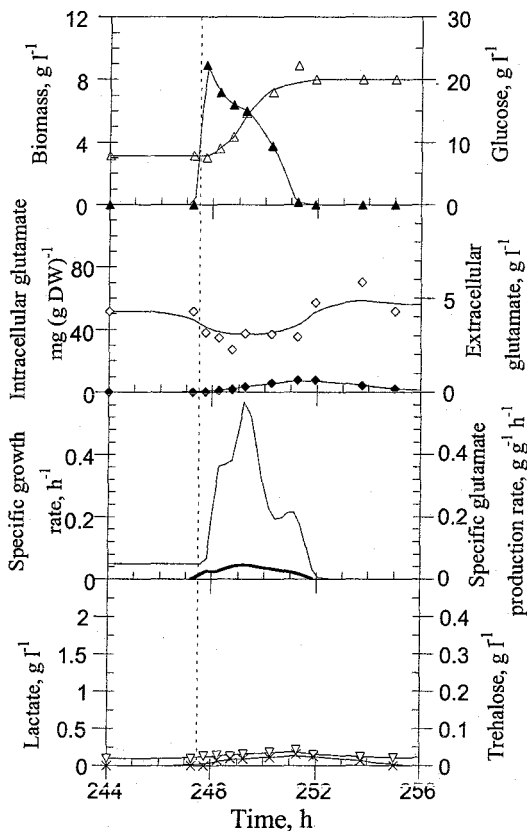 12
8
4
0
Biomass, g l⁻¹
30
20
10
0
Glucose, g l⁻¹
80
40
0
Intracellular glutamate
mg (g DW)⁻¹
5
0
Extracellular
glutamate, g l⁻¹
0.4
0.2
0
Specific growth
rate, h⁻¹
0.4
0.2
0
Specific glutamate
production rate, g g⁻¹ h⁻¹
2
1.5
1
0.5
0
Lactate, g l⁻¹
0.4
0.3
0.2
0.1
0.0
Trehalose, g l⁻¹
244 248 252 256
Time, h